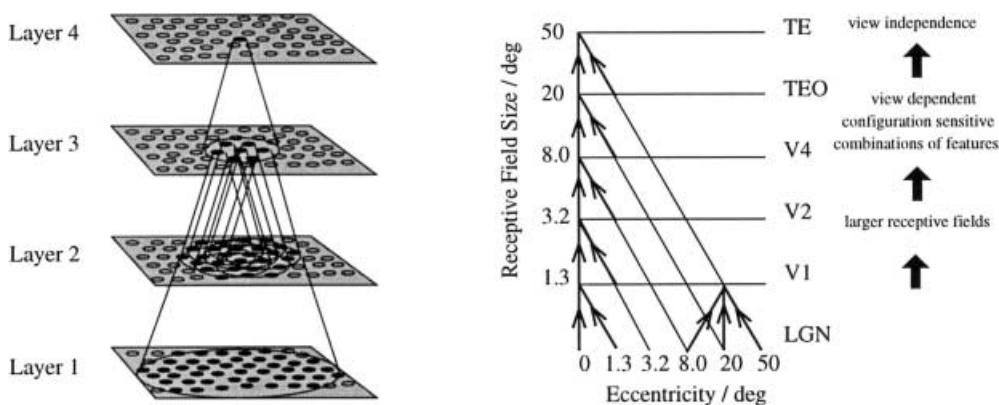 Layer 4
Layer 3
Layer 2
Layer 1
Receptive Field Size / deg
50
20
8.0
3.2
1.3
TE
TEO
V4
V2
V1
LGN
view independence
view dependent
configuration sensitive
combinations of features
larger receptive fields
0 1.3 3.2 8.0 20 50
Eccentricity / deg